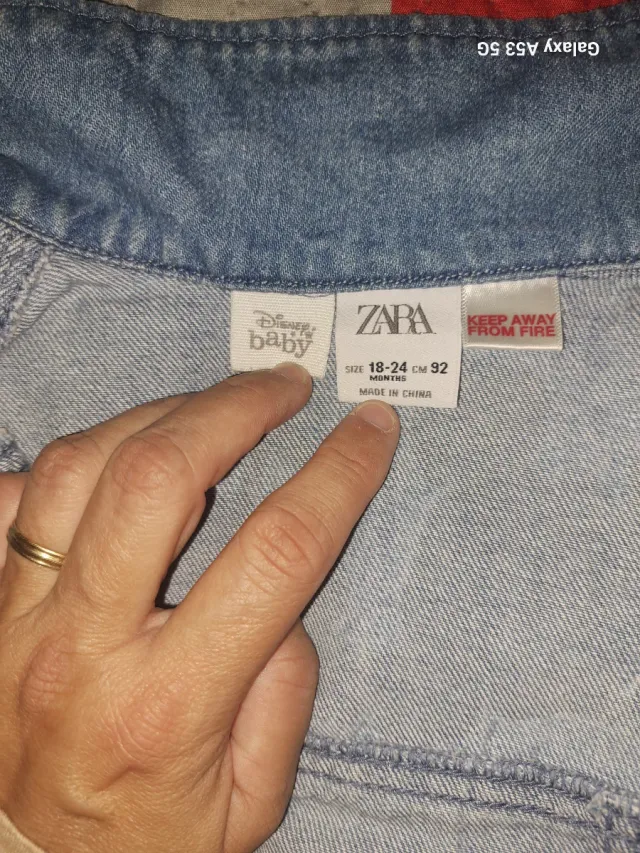 Galaxy A53 5G
Disney
baby
ZARA
SIZE 18-24 CM 92
MONTHS
MADE IN CHINA
KEEP AWAY
FROM FIRE